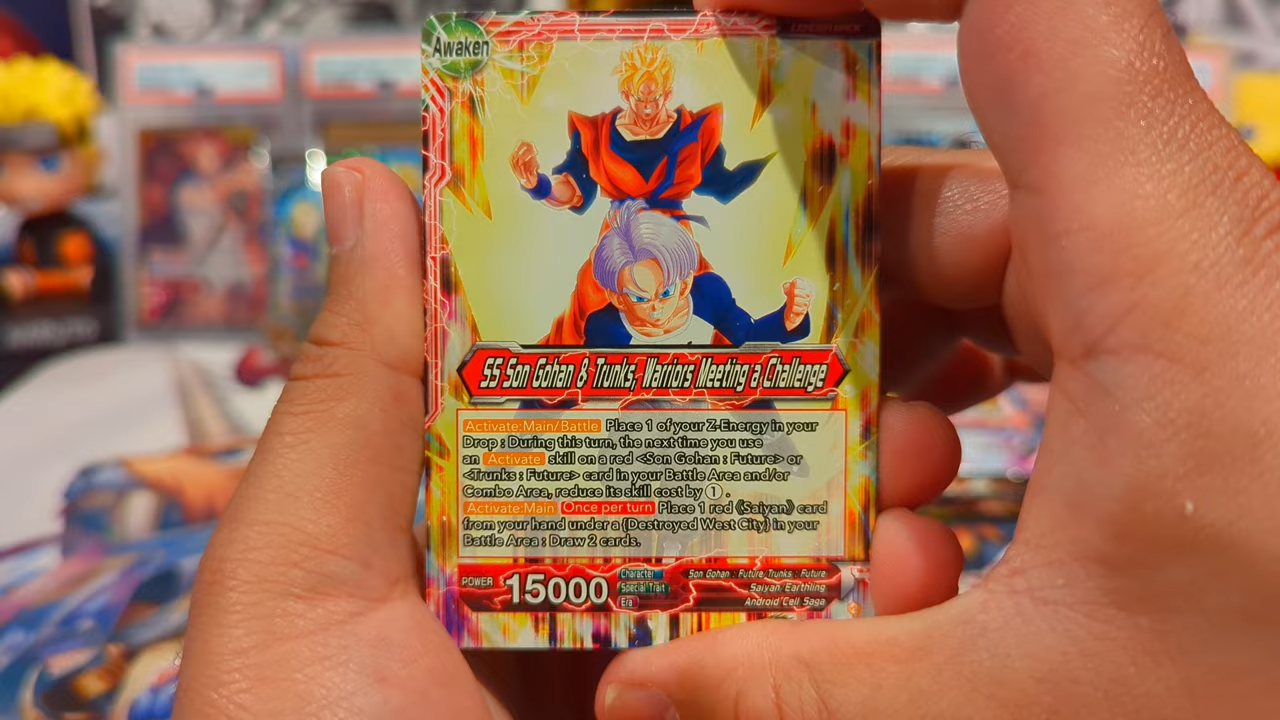 Awaken
LEADER BACK
SS Son Gohan & Trunks, Warriors Meeting a Challenge
Activate:Main/Battle Place 1 of your Z-Energy in your
Drop : During this turn, the next time you use
an Activate skill on a red <Son Gohan : Future> or
<Trunks : Future> card in your Battle Area and/or
Combo Area, reduce its skill cost by 1 .
Activate:Main Once per turn Place 1 red 《Saiyan》 card
from your hand under a {Destroyed West City} in your
Battle Area : Draw 2 cards.
POWER 15000
Character Son Gohan : Future Trunks : Future
Special Trait Saiyan/Earthling
Era Android/Cell Saga